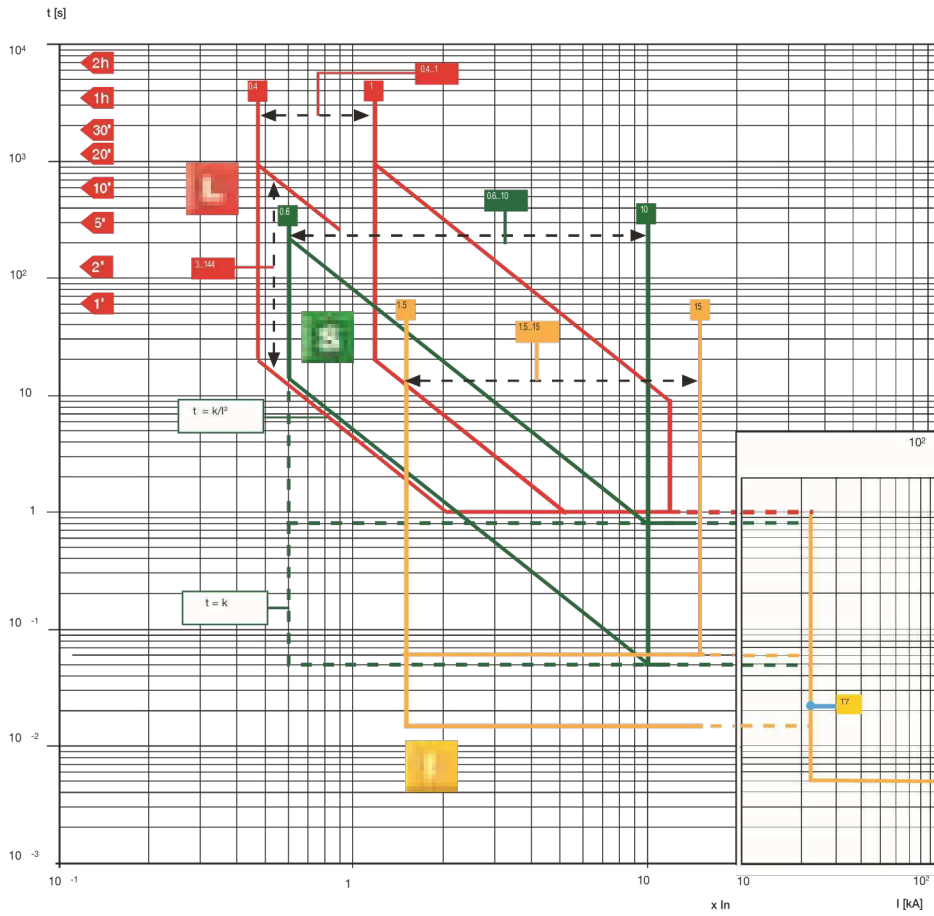 t [s]
10⁴
2h
0.4...1
0.4
1
1h
30"
20"
10³
L
10"
0.6...10
0.6
10
5"
3...144
2"
10²
1"
1.5
15
1.5...15
S
10
t = k/I²
10²
1
t = k
10 -1
T7
10 -2
I
10 -3
10 -1
1
10
10
10²
x In
I [kA]